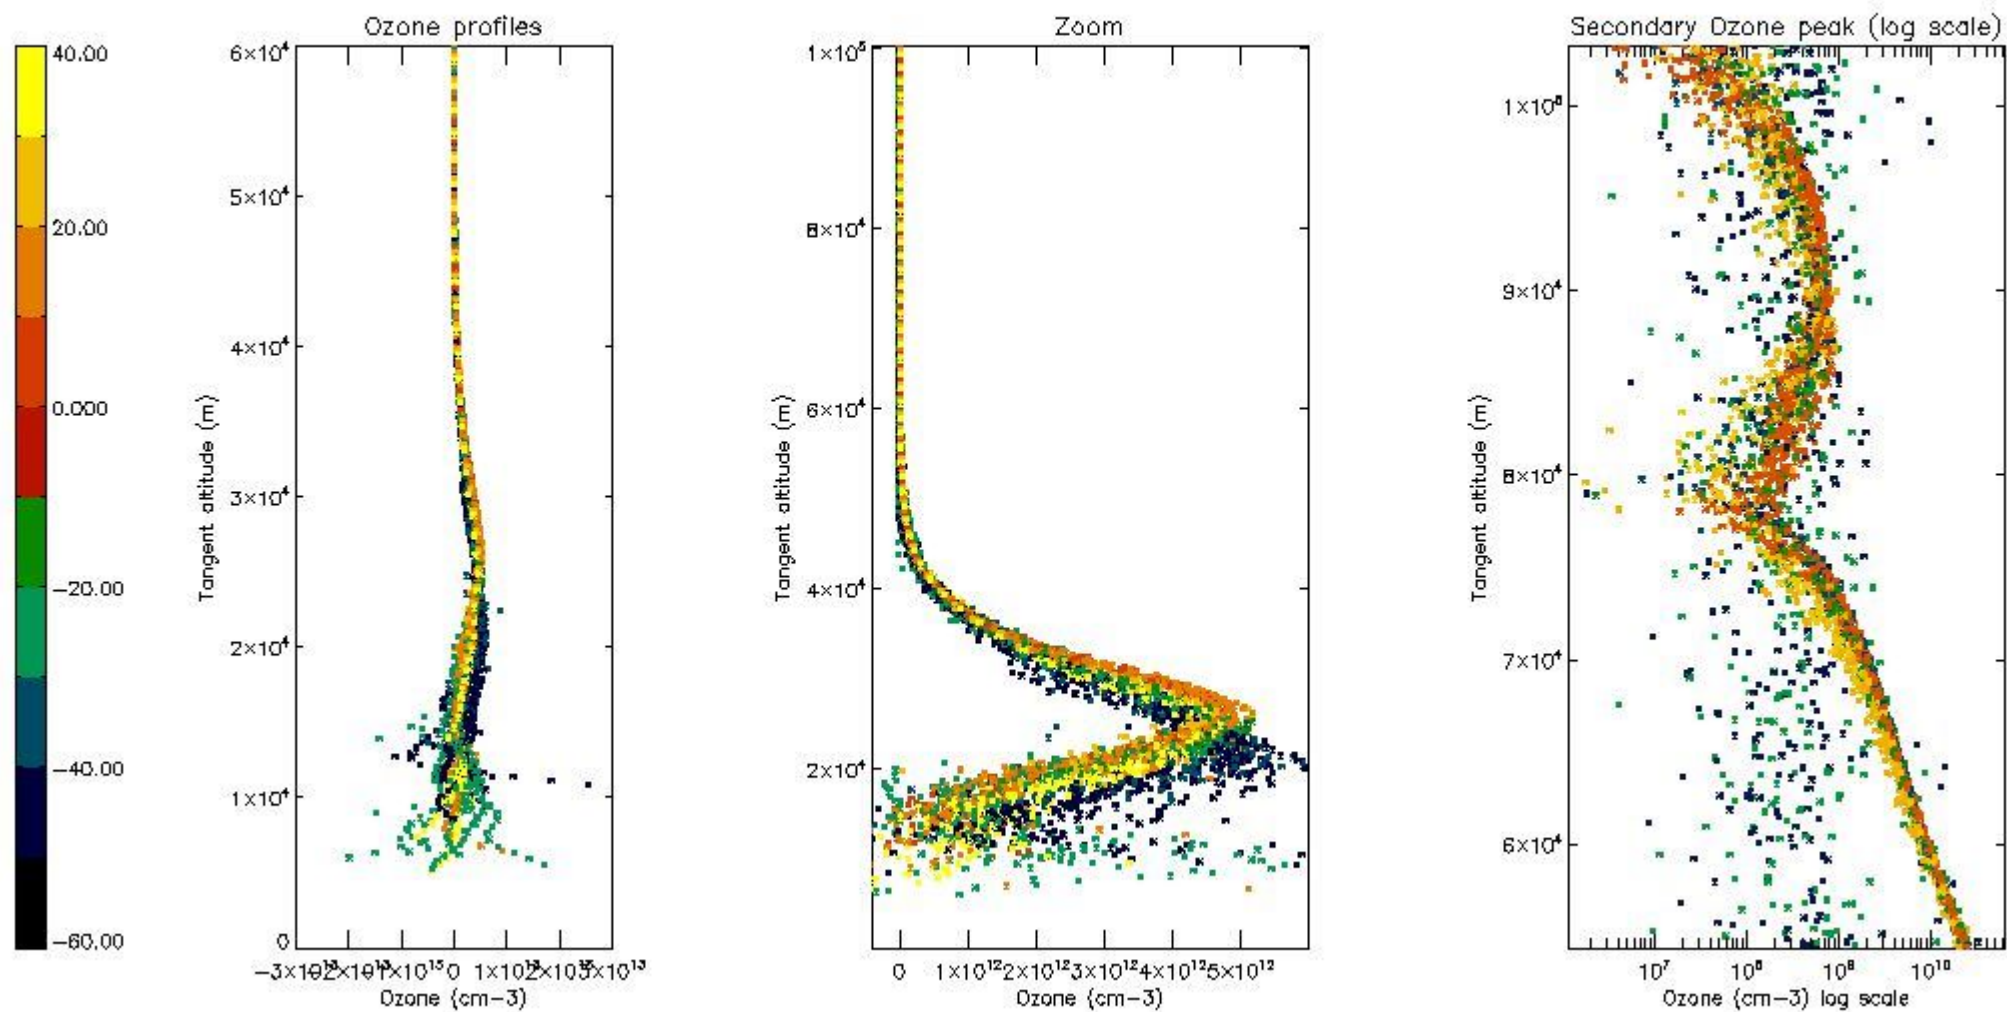 Ozone profiles
Zoom
Secondary Ozone peak (log scale)
40.00
20.00
0.000
−20.00
−40.00
−60.00
6×10⁴
5×10⁴
4×10⁴
3×10⁴
2×10⁴
1×10⁴
0
Tangent altitude (m)
0
Ozone (cm−3)
1×10⁵
8×10⁴
6×10⁴
4×10⁴
2×10⁴
Tangent altitude (m)
0 1×10¹² 2×10¹² 3×10¹² 4×10¹² 5×10¹²
Ozone (cm−3)
9×10⁴
8×10⁴
7×10⁴
6×10⁴
Tangent altitude (m)
10⁷ 10⁸ 10⁹ 10¹⁰
Ozone (cm−3) log scale